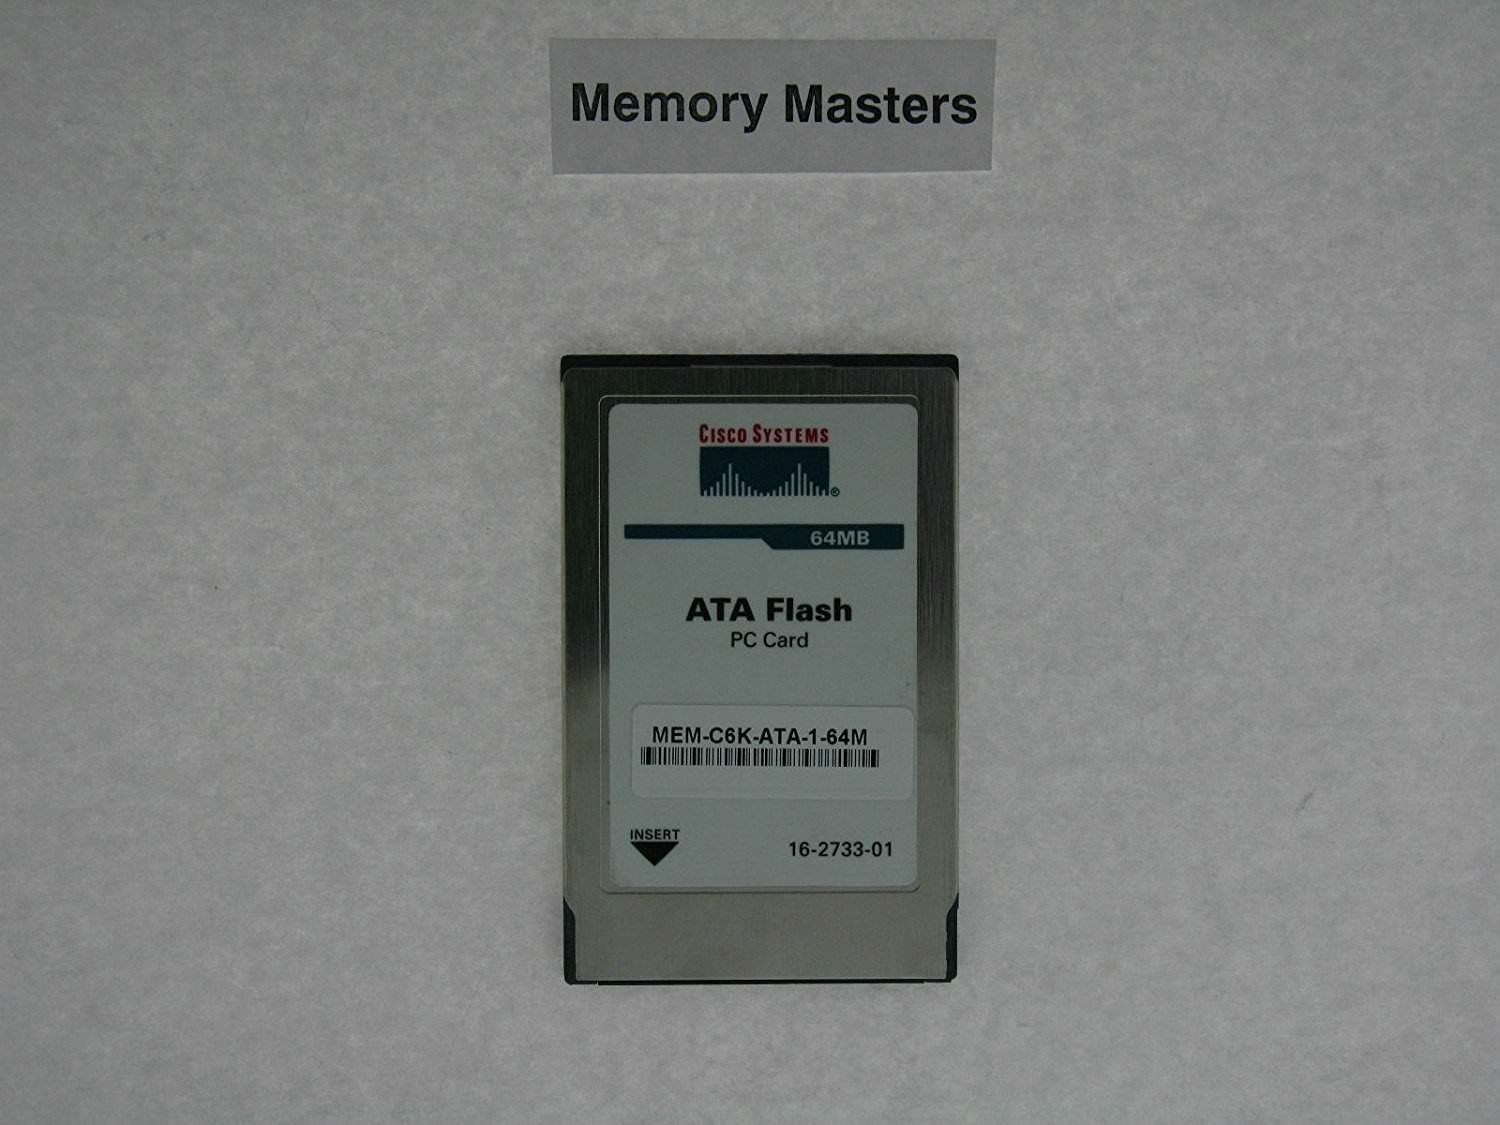 Memory Masters
CISCO SYSTEMS
®
64MB
ATA Flash
PC Card
MEM-C6K-ATA-1-64M
INSERT
16-2733-01